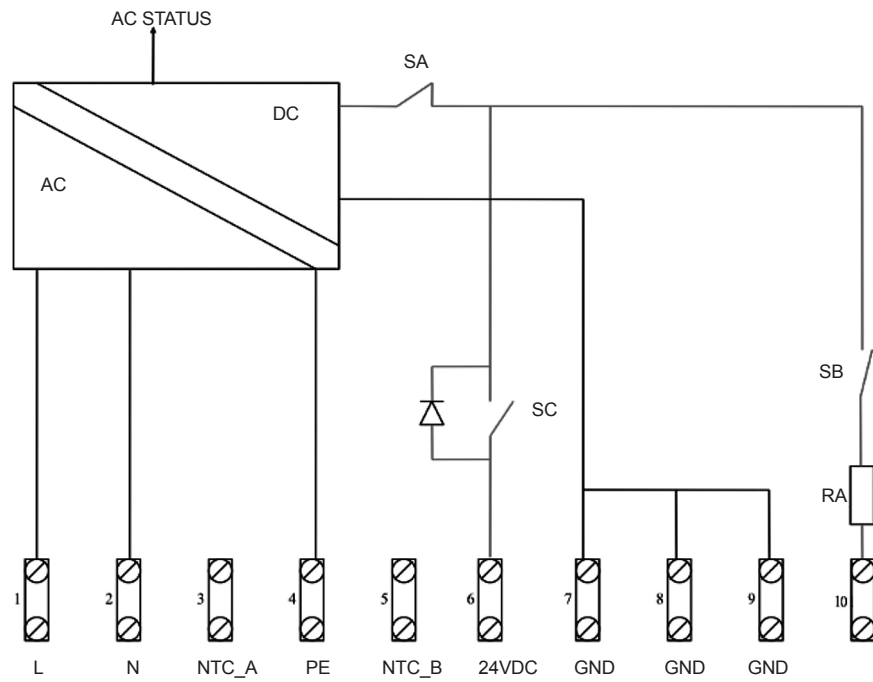 AC STATUS
SA
DC
AC
SB
SC
RA
1 2 3 4 5 6 7 8 9 10
L N NTC_A PE NTC_B 24VDC GND GND GND